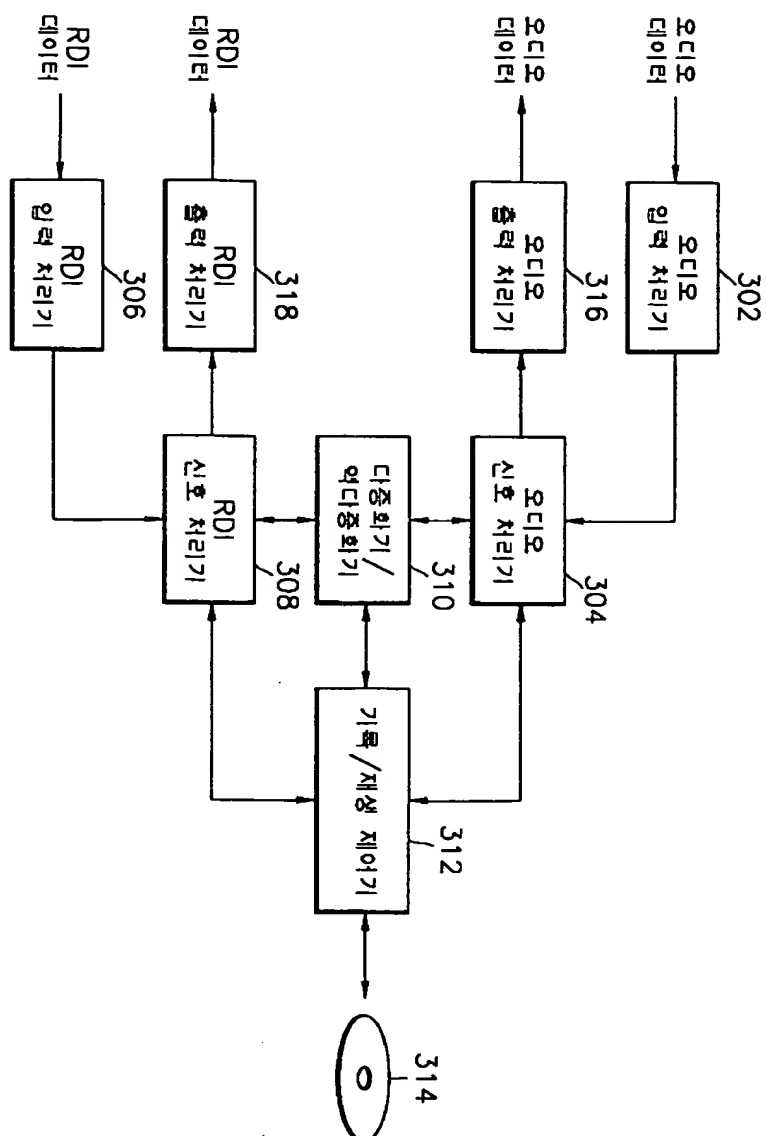 302
오디오
데이터
오디오
입력 처리기
316
304
오디오
데이터
오디오
출력 처리기
오디오
신호 처리기
310
312
314
다중화기/
역다중화기
기록/재생 제어기
318
308
RDI
데이터
RDI
출력 처리기
RDI
신호 처리기
306
RDI
데이터
RDI
입력 처리기